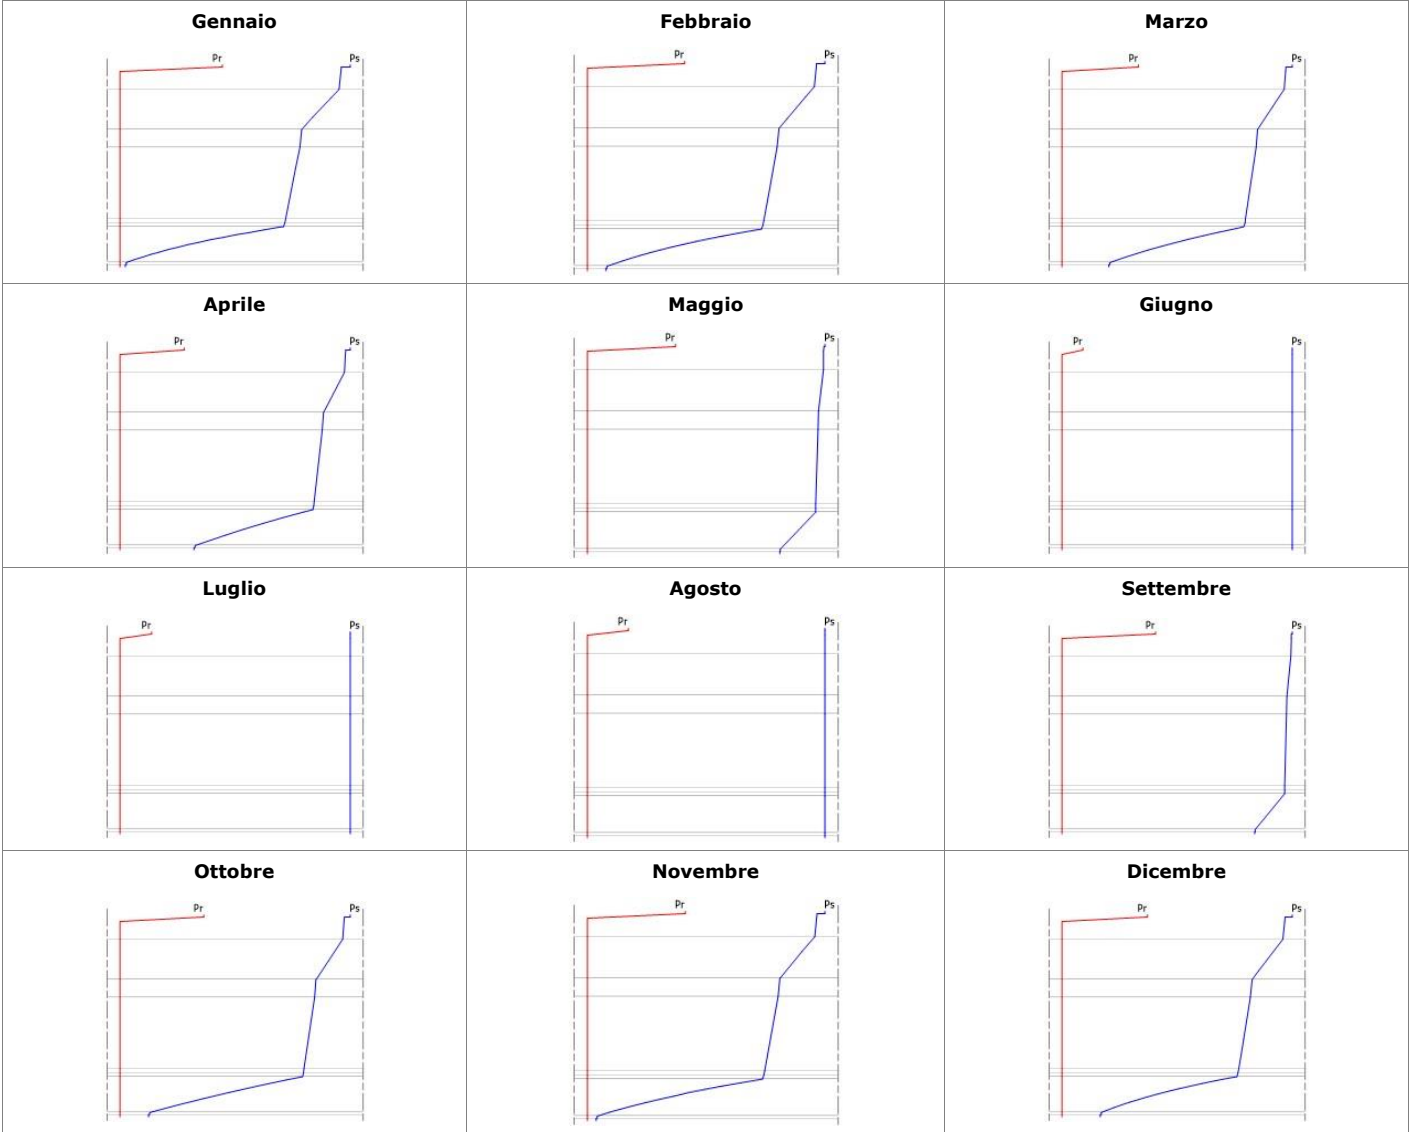 Gennaio Febbraio Marzo
Pr Ps Pr Ps Pr Ps
Aprile Maggio Giugno
Pr Ps Pr Ps Pr Ps
Luglio Agosto Settembre
Pr Ps Pr Ps Pr Ps
Ottobre Novembre Dicembre
Pr Ps Pr Ps Pr Ps